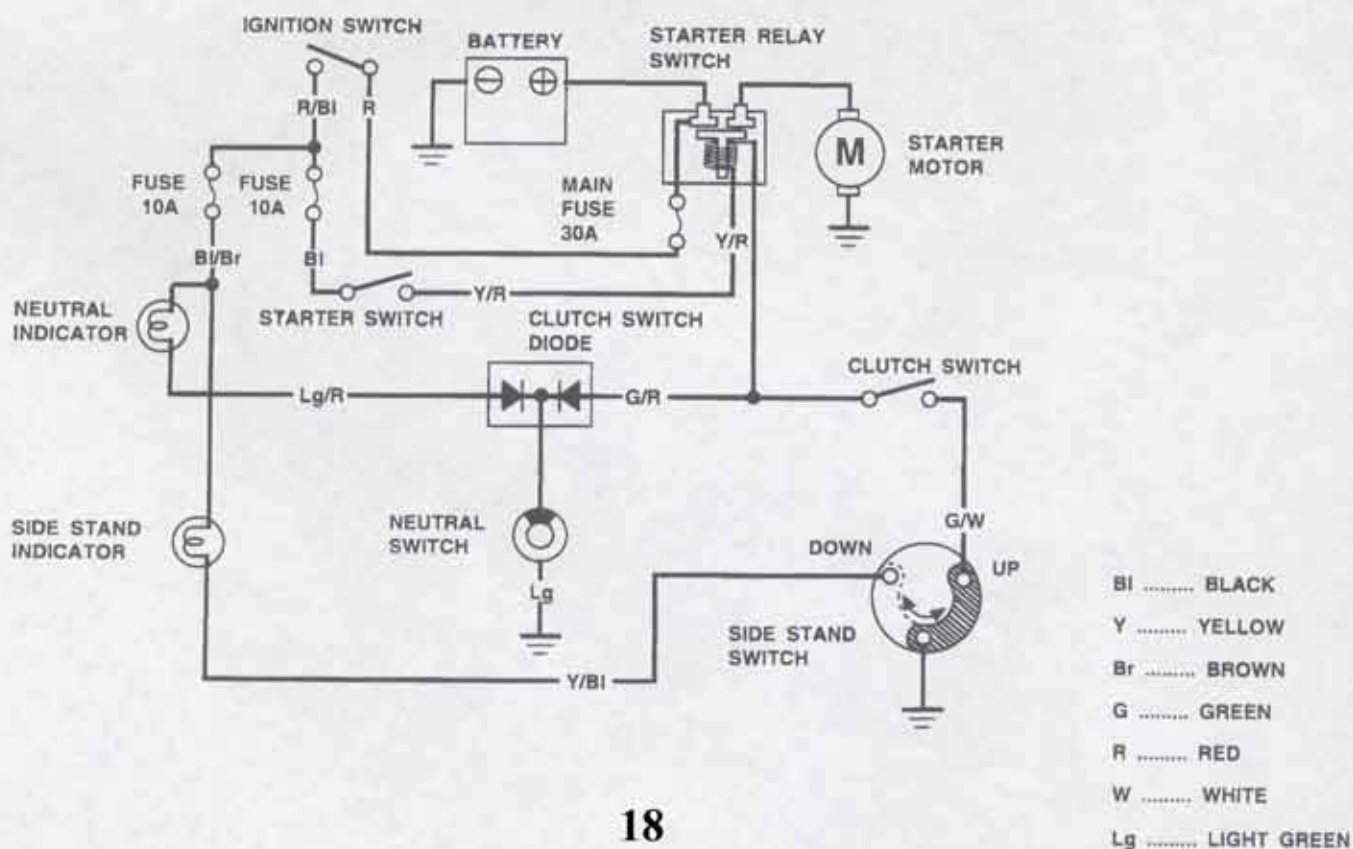 IGNITION SWITCH
BATTERY
STARTER RELAY
SWITCH
R/Bl
R
M
STARTER
MOTOR
FUSE
10A
FUSE
10A
MAIN
FUSE
30A
Y/R
Bl/Br
Bl
Y/R
NEUTRAL
INDICATOR
STARTER SWITCH
CLUTCH SWITCH
DIODE
CLUTCH SWITCH
Lg/R
G/R
SIDE STAND
INDICATOR
NEUTRAL
SWITCH
G/W
DOWN
UP
Lg
SIDE STAND
SWITCH
Y/Bl
Bl ......... BLACK
Y ......... YELLOW
Br ......... BROWN
G ......... GREEN
R ......... RED
W ......... WHITE
Lg ......... LIGHT GREEN
18